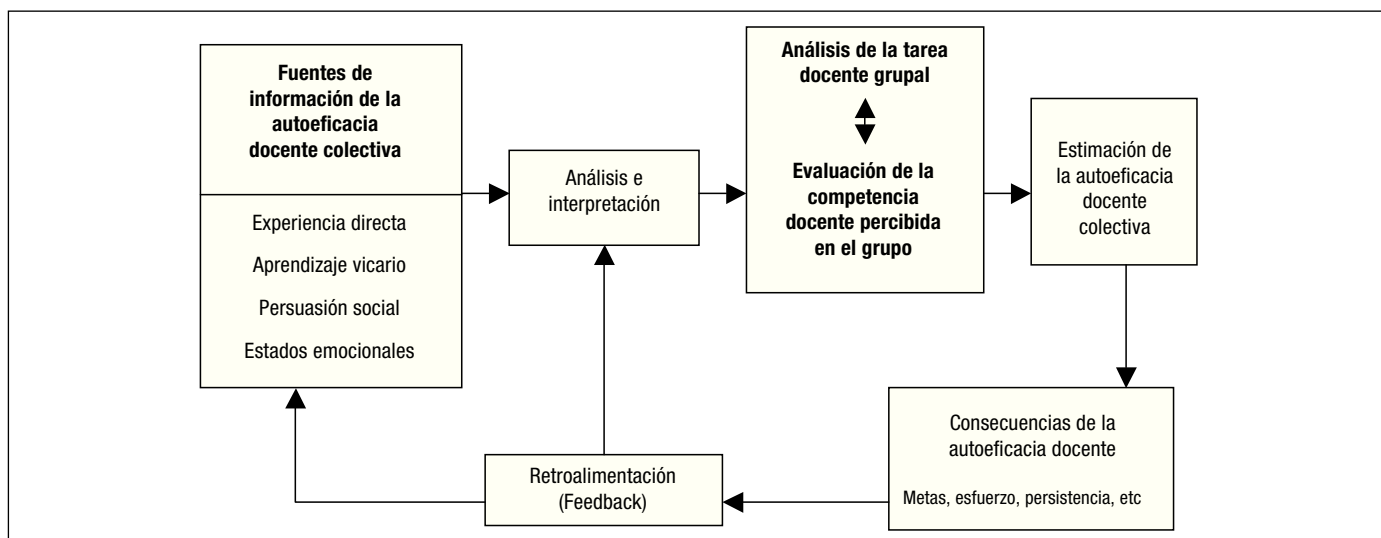 Fuentes de
información de la
autoeficacia
docente colectiva
Experiencia directa
Aprendizaje vicario
Persuasión social
Estados emocionales
Análisis e
interpretación
Análisis de la tarea
docente grupal
Evaluación de la
competencia
docente percibida
en el grupo
Estimación de
la autoeficacia
docente
colectiva
Consecuencias de la
autoeficacia docente
Metas, esfuerzo, persistencia, etc
Retroalimentación
(Feedback)